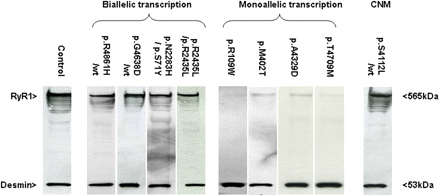 Biallelic transcription
Monoallelic transcription
CNM
Control
p.R4861H
/wt
p.G4638D
/wt
p.N2283H
/ p.S71Y
p.R2435L
/p.R2435L
p.R109W
p.M402T
p.A4329D
p.T4709M
p.S4112L
/wt
RyR1>
<565kDa
Desmin>
<53kDa